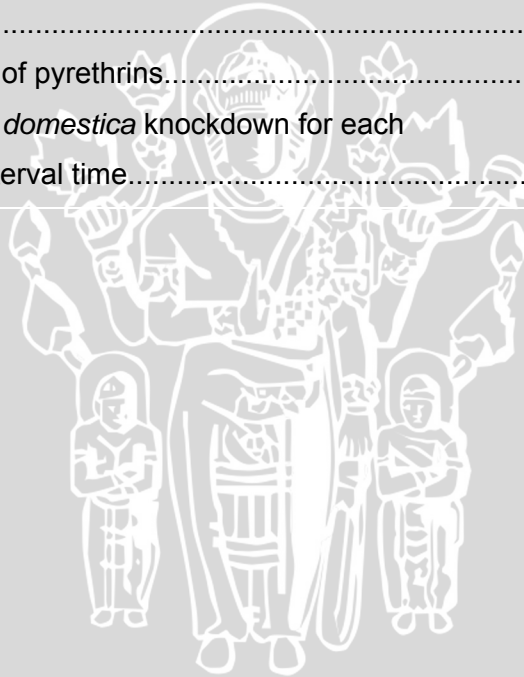 .................................................................................
of pyrethrins.......................................................
domestica knockdown for each
erval time.............................................................